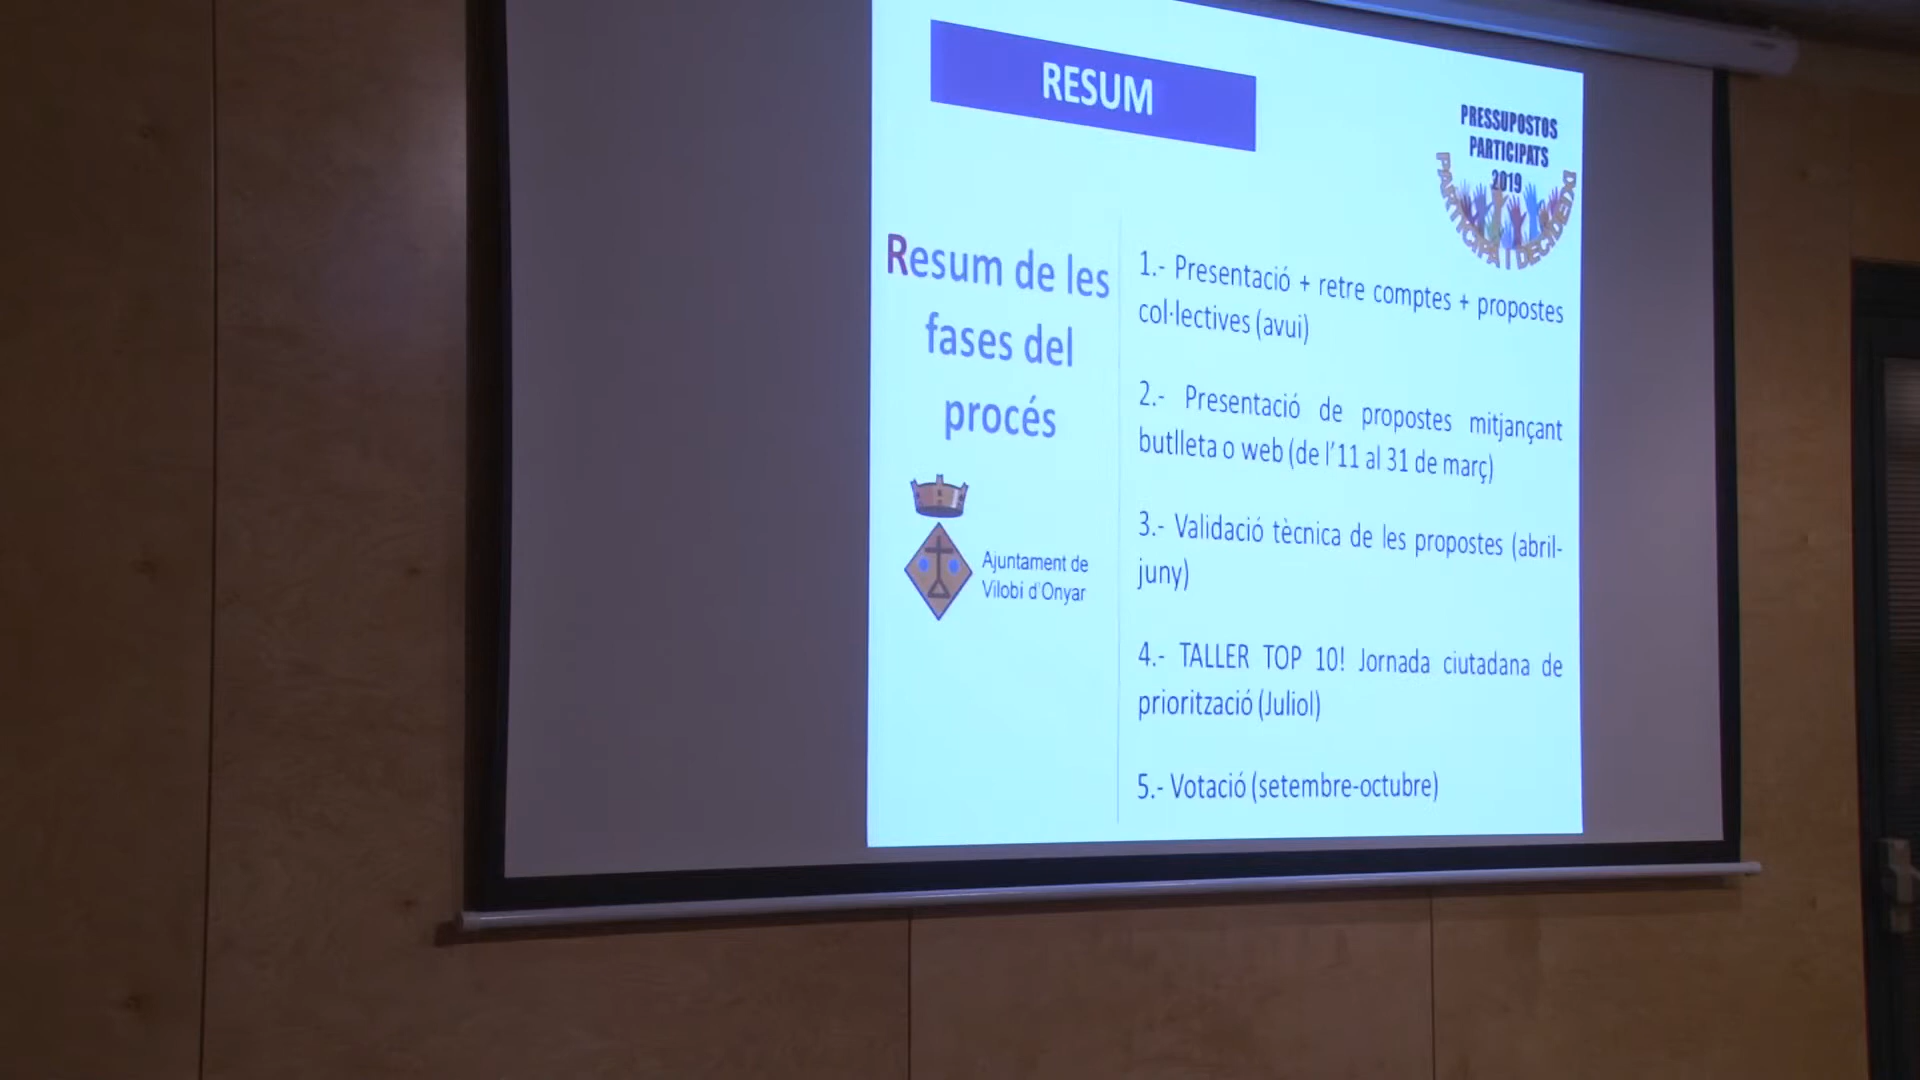 RESUM
PRESSUPOSTOS
PARTICIPATS
2019
PARTICIPA I DECIDEIX
Resum de les
fases del
procés
Ajuntament de
Vilobí d'Onyar
1.- Presentació + retre comptes + propostes
col·lectives (avui)
2.- Presentació de propostes mitjançant
butlleta o web (de l'11 al 31 de març)
3.- Validació tècnica de les propostes (abril-
juny)
4.- TALLER TOP 10! Jornada ciutadana de
priorització (Juliol)
5.- Votació (setembre-octubre)